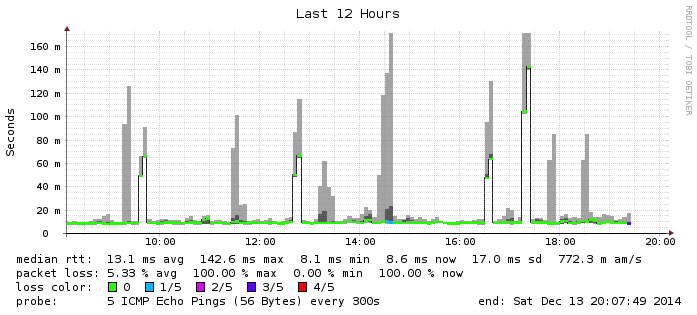 Last 12 Hours
RRDTOOL / TOBI OETIKER
Seconds
160 m
140 m
120 m
100 m
80 m
60 m
40 m
20 m
0
10:00 12:00 14:00 16:00 18:00 20:00
median rtt: 13.1 ms avg 142.6 ms max 8.1 ms min 8.6 ms now 17.0 ms sd 772.3 m am/s
packet loss: 5.33 % avg 100.00 % max 0.00 % min 100.00 % now
loss color: 0 1/5 2/5 3/5 4/5
probe: 5 ICMP Echo Pings (56 Bytes) every 300s end: Sat Dec 13 20:07:49 2014